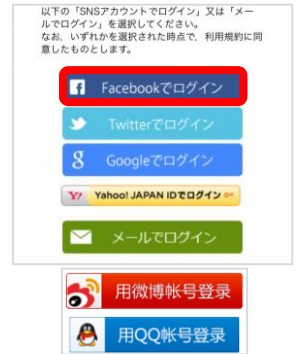 以下の「SNSアカウントでログイン」又は「メー
ルでログイン」を選択してください。
なお、いずれかを選択された時点で、利用規約に同
意したものとします。
f Facebookでログイン
Twitterでログイン
8 Googleでログイン
Y! Yahoo! JAPAN IDでログイン
メールでログイン
用微博帐号登录
用QQ帐号登录